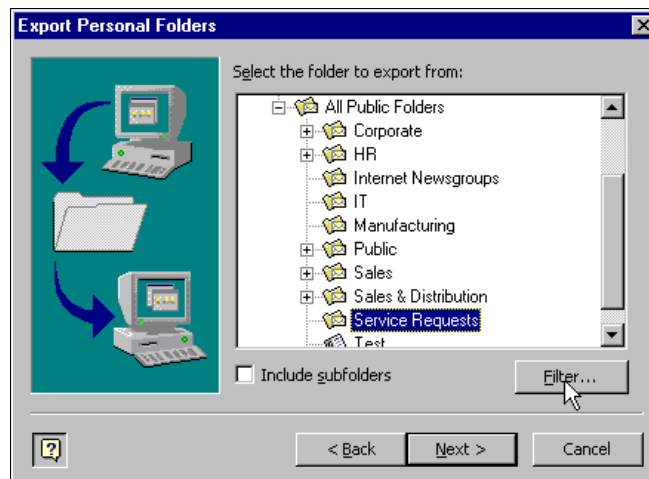 Export Personal Folders
Select the folder to export from:
All Public Folders
Corporate
HR
Internet Newsgroups
IT
Manufacturing
Public
Sales
Sales & Distribution
Service Requests
Test
Include subfolders
Filter...
< Back
Next >
Cancel